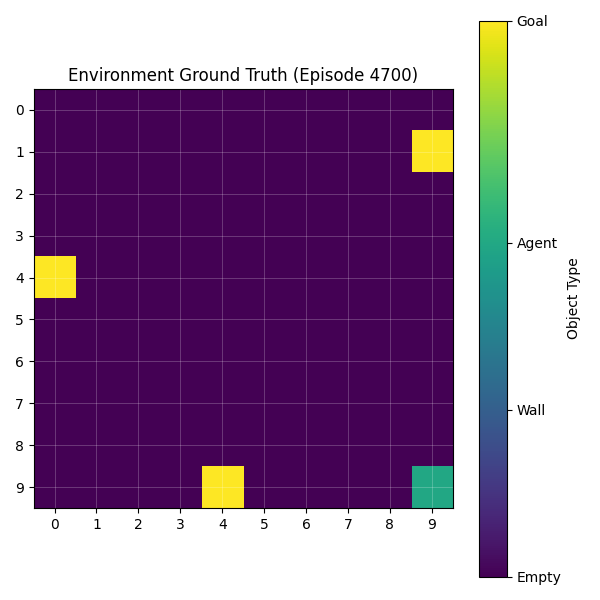 Environment Ground Truth (Episode 4700)
0
1
2
3
4
5
6
7
8
9
0 1 2 3 4 5 6 7 8 9
Goal
Agent
Wall
Empty
Object Type